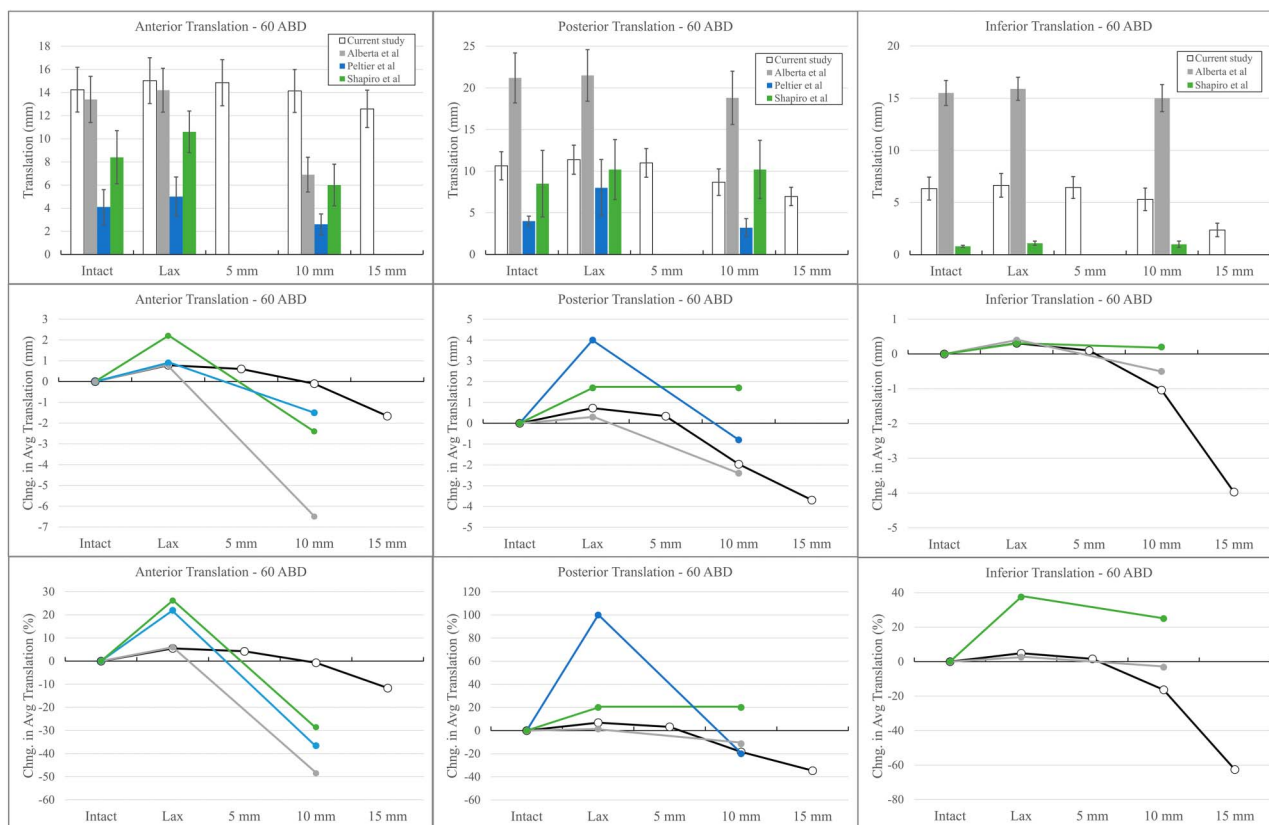 Anterior Translation - 60 ABD
Translation (mm)
18
16
14
12
10
8
6
4
2
0
Current study
Alberta et al
Peltier et al
Shapiro et al
Intact Lax 5 mm 10 mm 15 mm
Posterior Translation - 60 ABD
Translation (mm)
25
20
15
10
5
0
Current study
Alberta et al
Peltier et al
Shapiro et al
Intact Lax 5 mm 10 mm 15 mm
Inferior Translation - 60 ABD
Translation (mm)
20
15
10
5
0
Current study
Alberta et al
Shapiro et al
Intact Lax 5 mm 10 mm 15 mm
Anterior Translation - 60 ABD
Chng. in Avg Translation (mm)
3
2
1
0
-1
-2
-3
-4
-5
-6
-7
Intact Lax 5 mm 10 mm 15 mm
Posterior Translation - 60 ABD
Chng. in Avg Translation (mm)
5
4
3
2
1
0
-1
-2
-3
-4
-5
Intact Lax 5 mm 10 mm 15 mm
Inferior Translation - 60 ABD
Chng. in Avg Translation (mm)
1
0
-1
-2
-3
-4
-5
Intact Lax 5 mm 10 mm 15 mm
Anterior Translation - 60 ABD
Chng. in Avg Translation (%)
30
20
10
0
-10
-20
-30
-40
-50
-60
Intact Lax 5 mm 10 mm 15 mm
Posterior Translation - 60 ABD
Chng. in Avg Translation (%)
120
100
80
60
40
20
0
-20
-40
-60
Intact Lax 5 mm 10 mm 15 mm
Inferior Translation - 60 ABD
Chng. in Avg Translation (%)
40
20
0
-20
-40
-60
-80
Intact Lax 5 mm 10 mm 15 mm